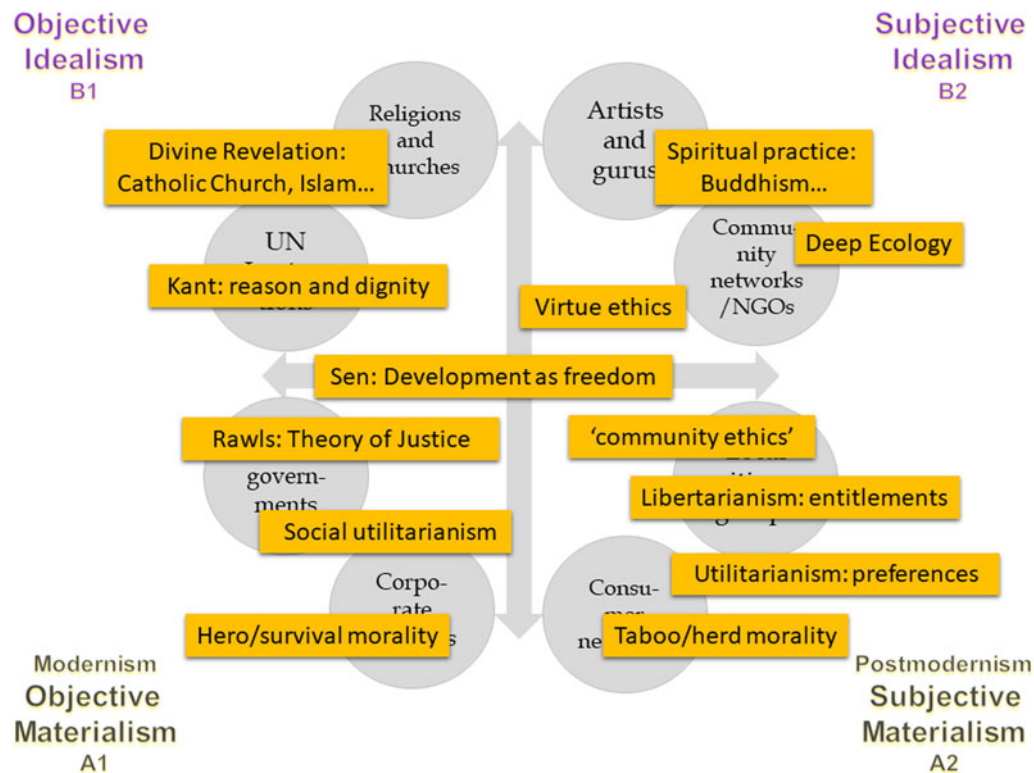 Objective
Idealism
B1
Subjective
Idealism
B2
Religions
and
Artists
and
gurus
Divine Revelation:
Catholic Church, Islam...
Spiritual practice:
Buddhism...
UN
Commu-
nity
networks
/NGOs
Deep Ecology
Kant: reason and dignity
Virtue ethics
Sen: Development as freedom
Rawls: Theory of Justice
govern-
ments
'community ethics'
Libertarianism: entitlements
Social utilitarianism
Utilitarianism: preferences
Corpo-
rate
Consu-
Hero/survival morality
Taboo/herd morality
Modernism
Objective
Materialism
A1
Postmodernism
Subjective
Materialism
A2